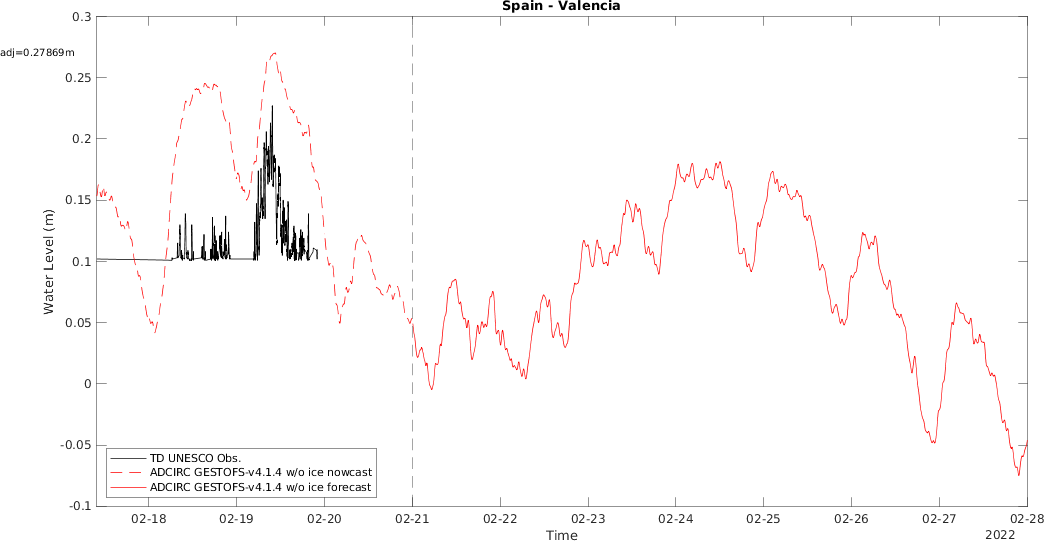 Spain - Valencia
adj=0.27869m
0.3
0.25
0.2
0.15
0.1
0.05
0
-0.05
-0.1
Water Level (m)
TD UNESCO Obs.
ADCIRC GESTOFS-v4.1.4 w/o ice nowcast
ADCIRC GESTOFS-v4.1.4 w/o ice forecast
02-18 02-19 02-20 02-21 02-22 02-23 02-24 02-25 02-26 02-27 02-28
Time
2022